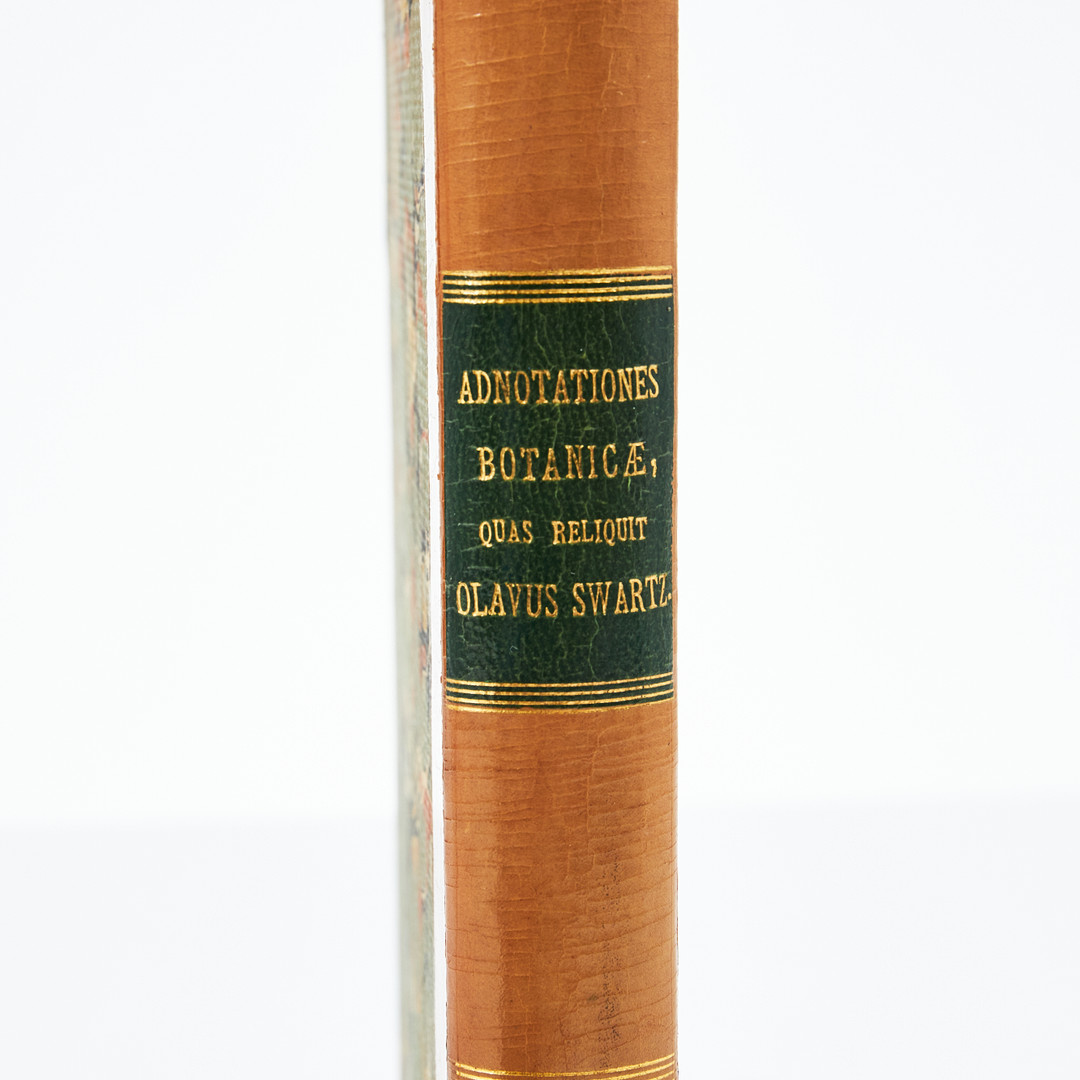 ADNOTATIONES
BOTANICÆ,
QUAS RELIQUIT
OLAVUS SWARTZ.